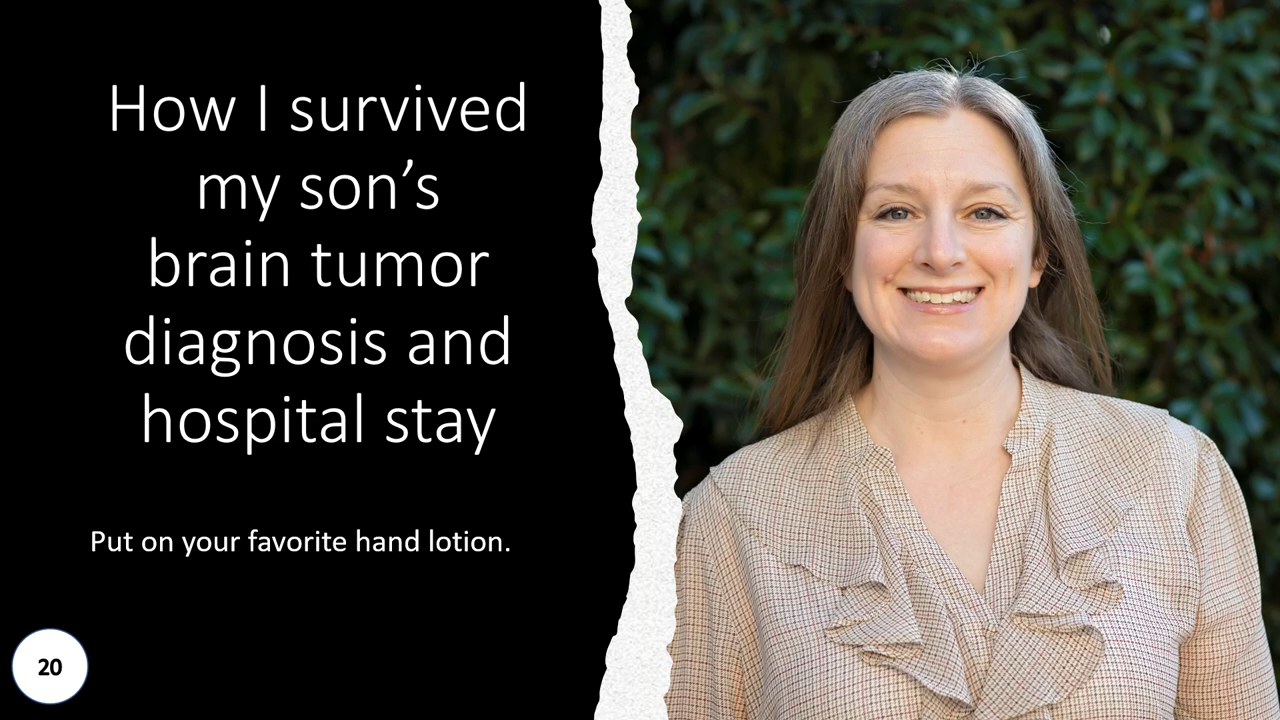 How I survived
my son’s
brain tumor
diagnosis and
hospital stay
Put on your favorite hand lotion.
20